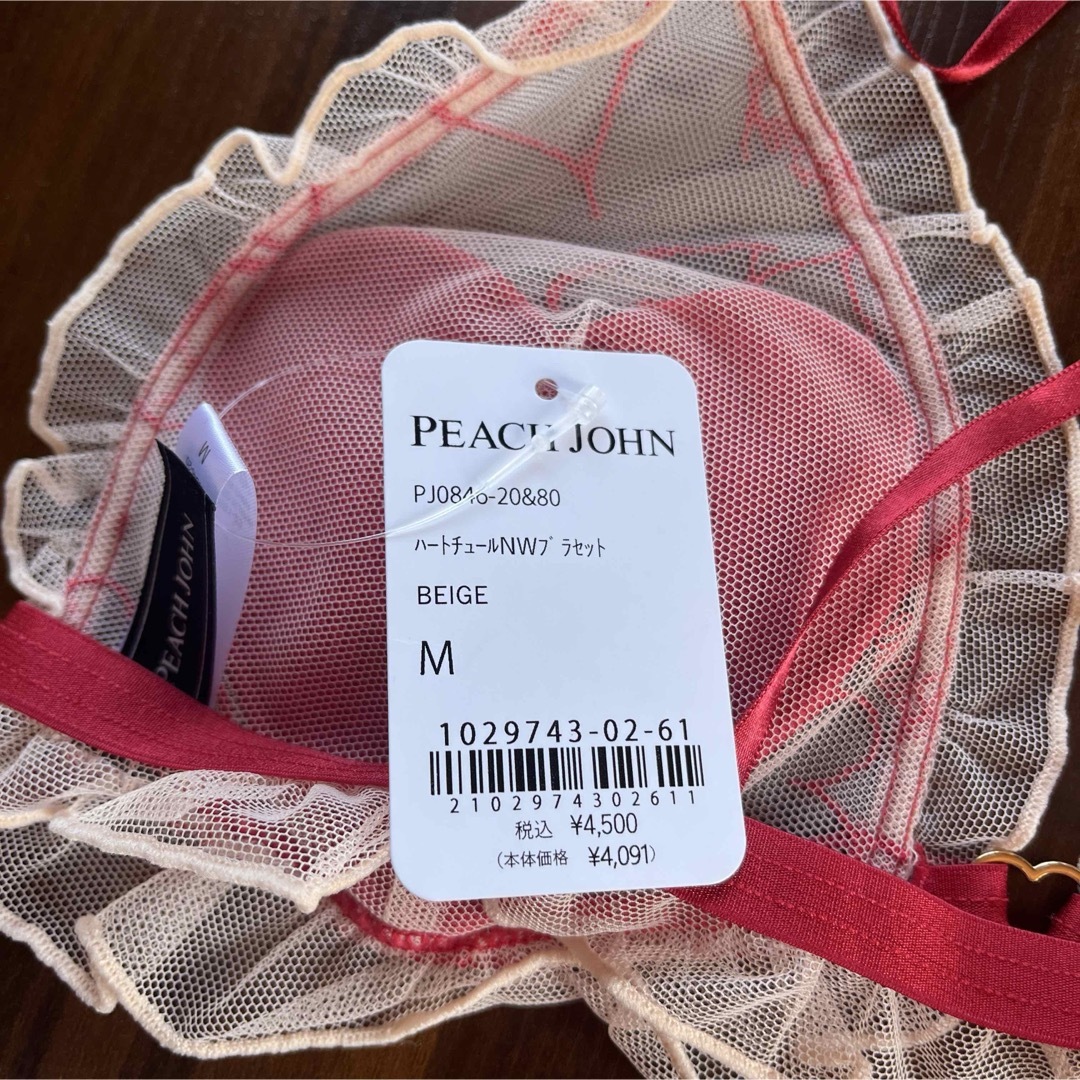 PEACH JOHN
PJ0846-20&80
ﾊｰﾄﾁｭｰﾙNWﾌﾞﾗｾｯﾄ
BEIGE
M
1029743-02-61
2102974302611
税込 ¥4,500
(本体価格 ¥4,091)
M
PEACH JOHN